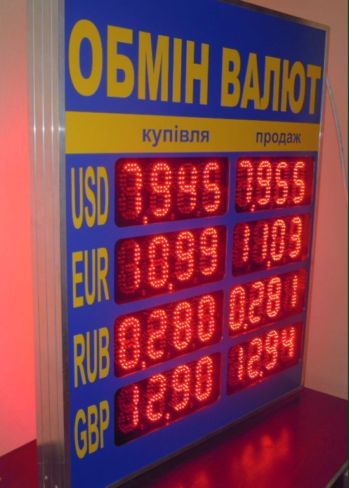 ОБМІН ВАЛЮТ
купівля продаж
USD 7,945 7,955
EUR 10,99 11,03
RUB 0,280 0,281
GBP 12,90 12,94